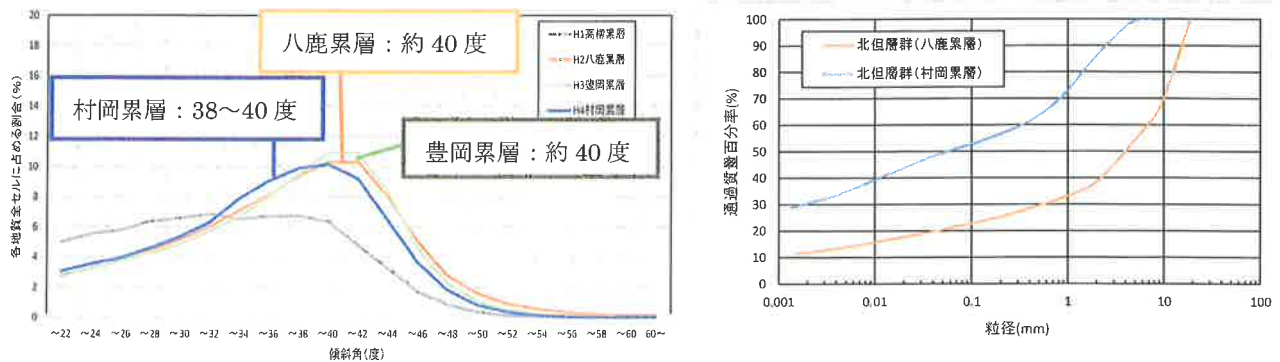 各地質全セルに占める割合(%)
20
18
16
14
12
10
8
6
4
2
0
八鹿累層：約 40 度
村岡累層：38～40 度
豊岡累層：約 40 度
H1高柳累層
H2八鹿累層
H3豊岡累層
H4村岡累層
～22 ～24 ～26 ～28 ～30 ～32 ～34 ～36 ～38 ～40 ～42 ～44 ～46 ～48 ～50 ～52 ～54 ～56 ～58 ～60 60～
傾斜角(度)
通過質量百分率(%)
100
90
80
70
60
50
40
30
20
10
0
北但層群(八鹿累層)
北但層群(村岡累層)
0.001 0.01 0.1 1 10 100
粒径(mm)